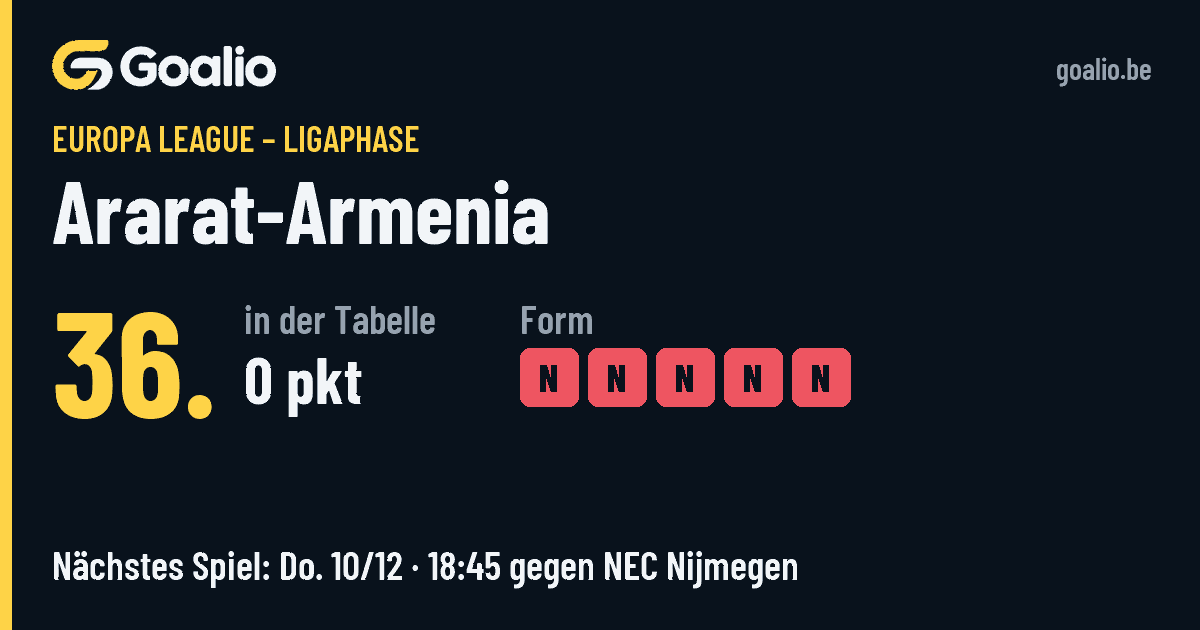 Goalio
goalio.be
EUROPA LEAGUE – LIGAPHASE
Ararat-Armenia
36.
in der Tabelle
0 pkt
Form
N N N N N
Nächstes Spiel: Do. 10/12 · 18:45 gegen NEC Nijmegen